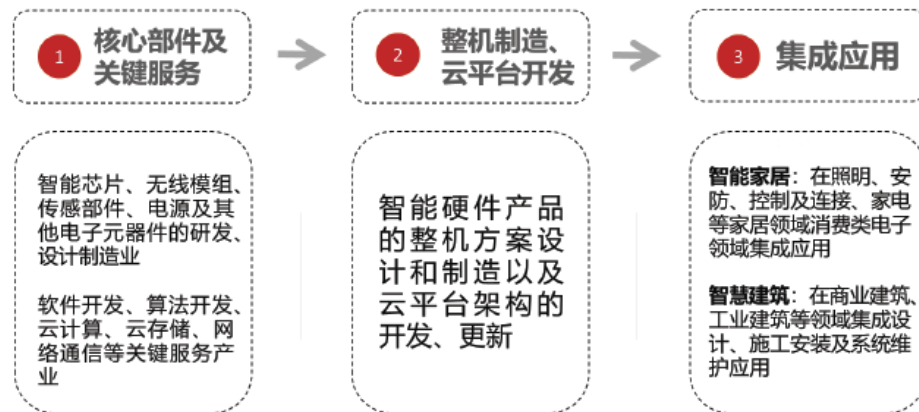 1
核心部件及
关键服务
2
整机制造、
云平台开发
3
集成应用
智能芯片、无线模组、
传感部件、电源及其
他电子元器件的研发、
设计制造业
软件开发、算法开发、
云计算、云存储、网
络通信等关键服务产
业
智能硬件产品
的整机方案设
计和制造以及
云平台架构的
开发、更新
智能家居：在照明、安
防、控制及连接、家电
等家居领域消费类电子
领域集成应用
智慧建筑：在商业建筑、
工业建筑等领域集成设
计、施工安装及系统维
护应用